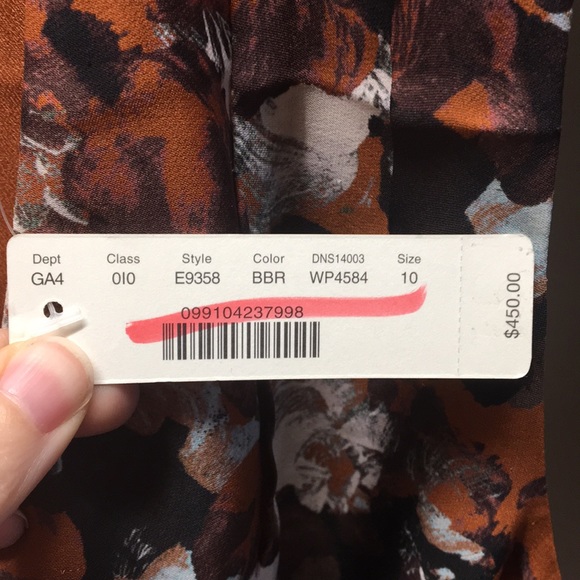 Dept Class Style Color DNS14003 Size
GA4 0I0 E9358 BBR WP4584 10
099104237998
$450.00